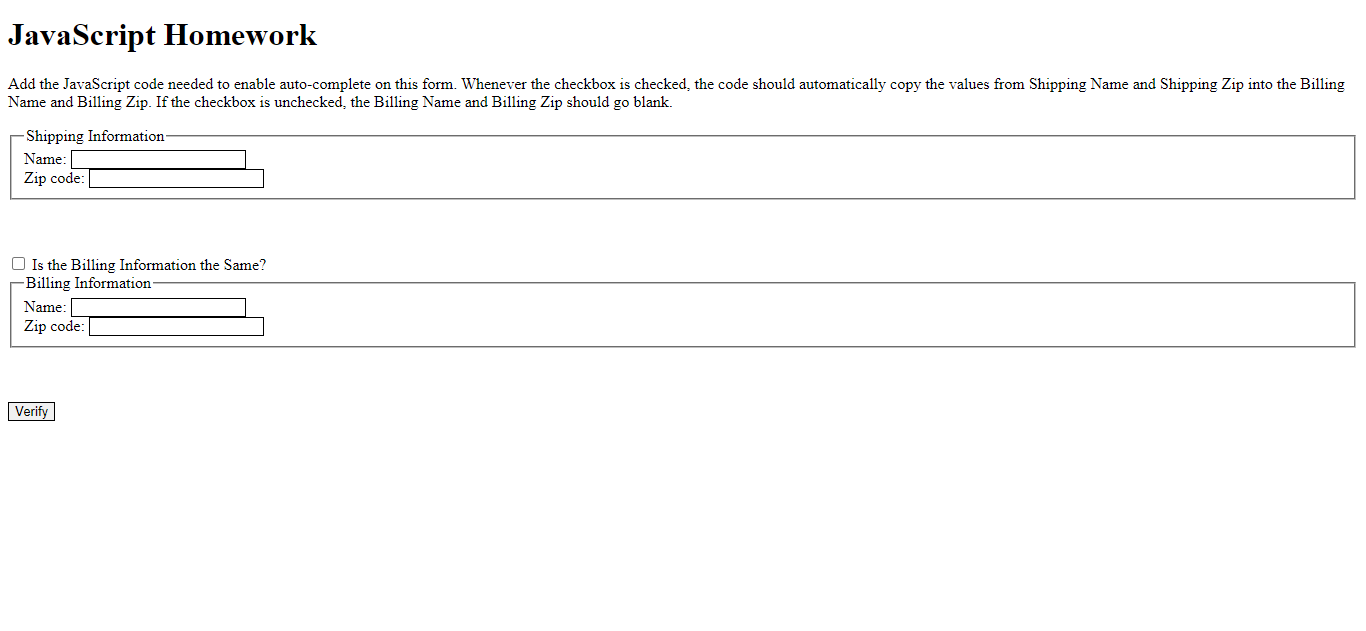 JavaScript Homework
Add the JavaScript code needed to enable auto-complete on this form. Whenever the checkbox is checked, the code should automatically copy the values from Shipping Name and Shipping Zip into the Billing
Name and Billing Zip. If the checkbox is unchecked, the Billing Name and Billing Zip should go blank.
Shipping Information
Name:
Zip code:
Is the Billing Information the Same?
Billing Information
Name:
Zip code:
Verify